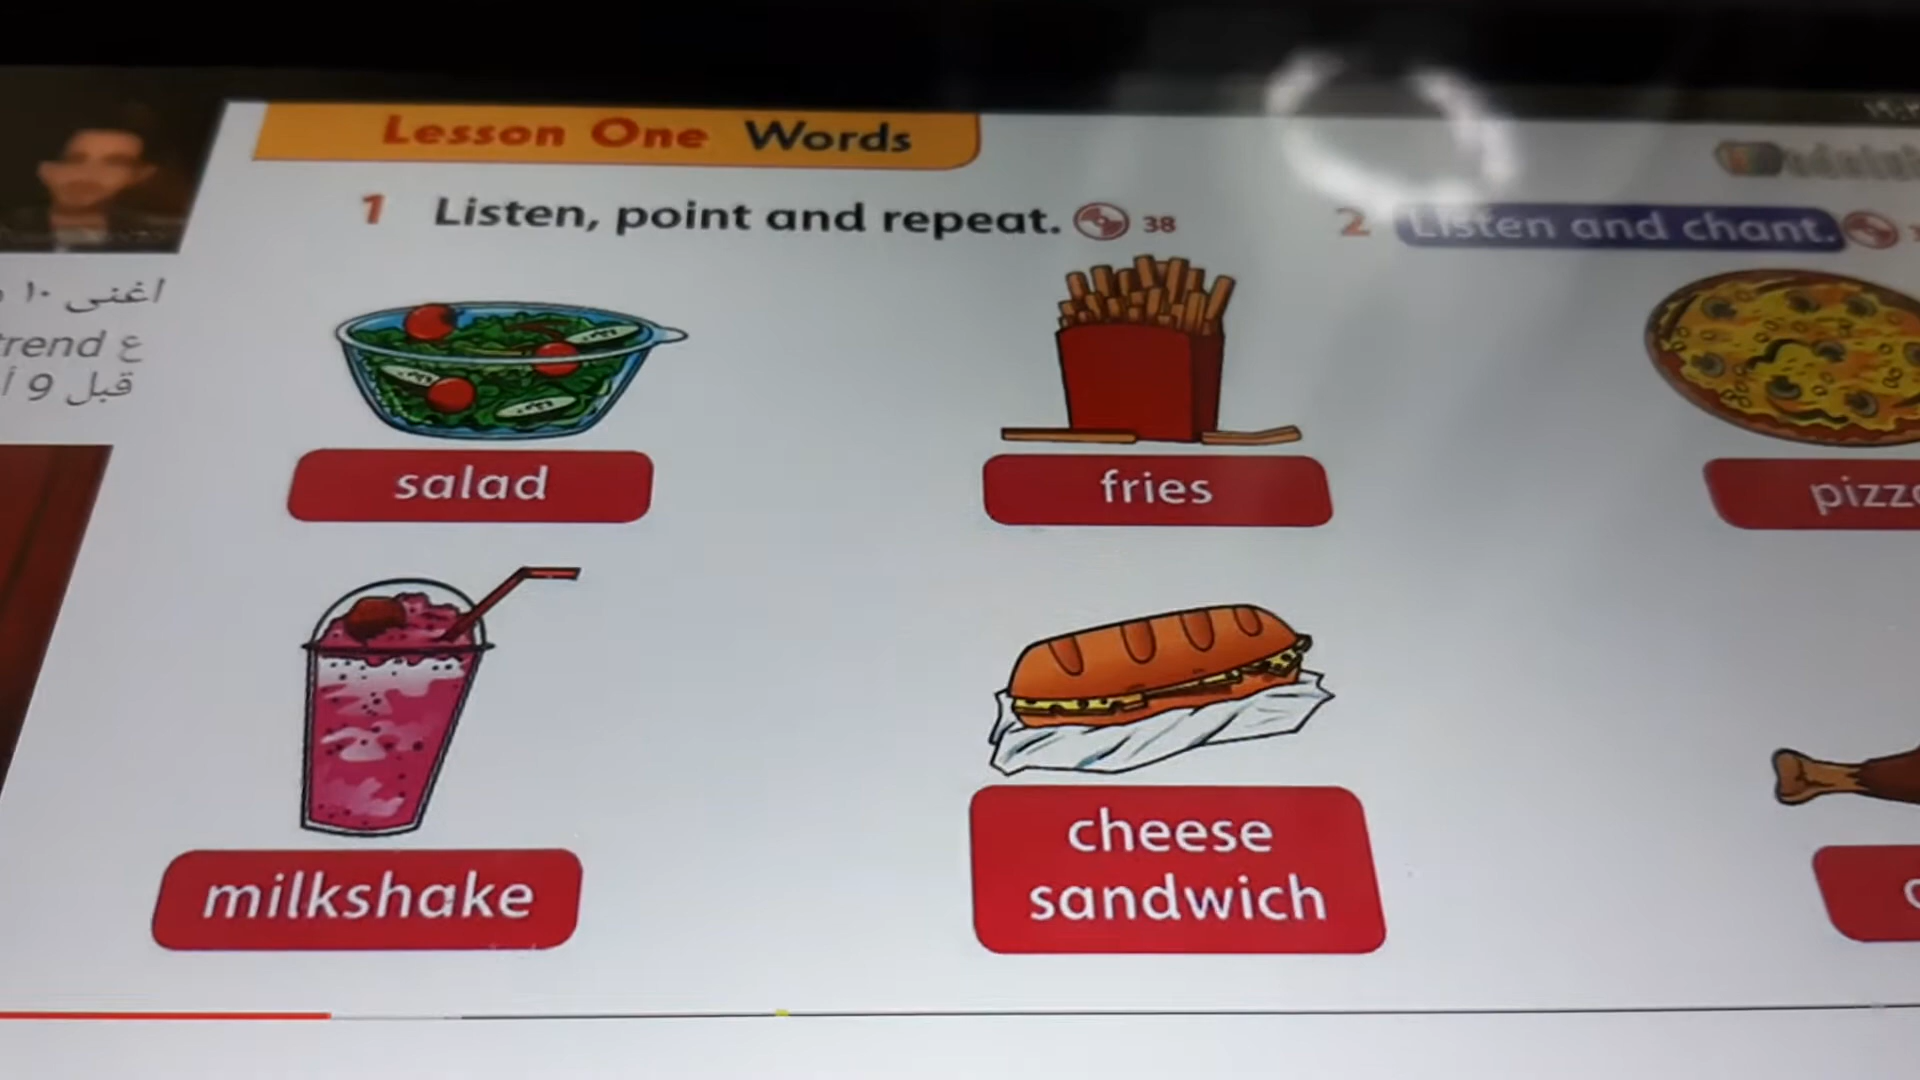 Lesson One Words
1 Listen, point and repeat. 38
2 Listen and chant.
اغنى ١٠
ع trend
قبل 9 أ
salad
fries
pizz
milkshake
cheese
sandwich